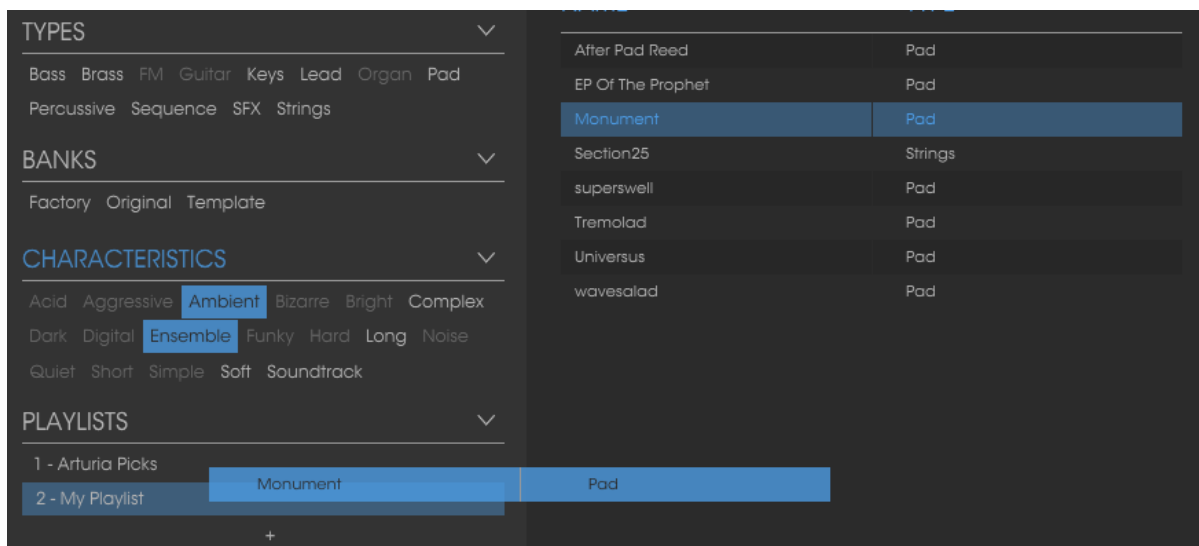 TYPES
Bass Brass FM Guitar Keys Lead Organ Pad
Percussive Sequence SFX Strings
BANKS
Factory Original Template
CHARACTERISTICS
Acid Aggressive Ambient Bizarre Bright Complex
Dark Digital Ensemble Funky Hard Long Noise
Quiet Short Simple Soft Soundtrack
PLAYLISTS
1 - Arturia Picks
2 - My Playlist
+
After Pad Reed Pad
EP Of The Prophet Pad
Monument Pad
Section25 Strings
superswell Pad
Tremolad Pad
Universus Pad
wavesalad Pad
Monument Pad